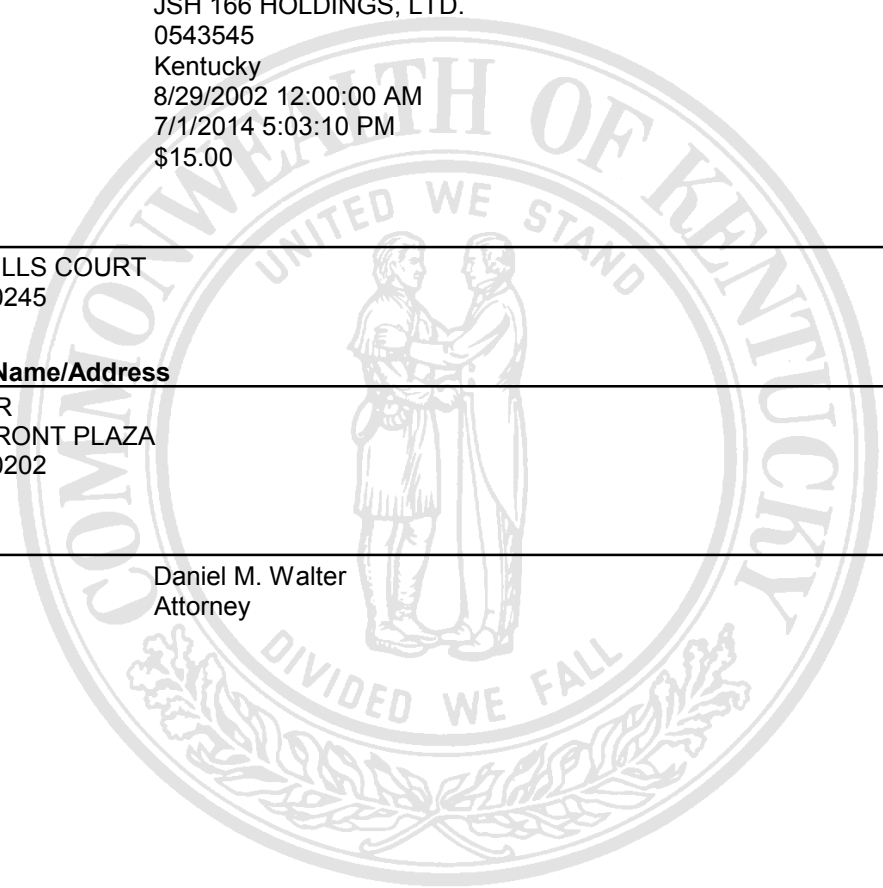 JSH 166 HOLDINGS, LTD.
0543545
Kentucky
8/29/2002 12:00:00 AM
7/1/2014 5:03:10 PM
$15.00
LLS COURT
0245
Name/Address
R
RONT PLAZA
0202
Daniel M. Walter
Attorney
COMMONWEALTH OF KENTUCKY
UNITED WE STAND
DIVIDED WE FALL